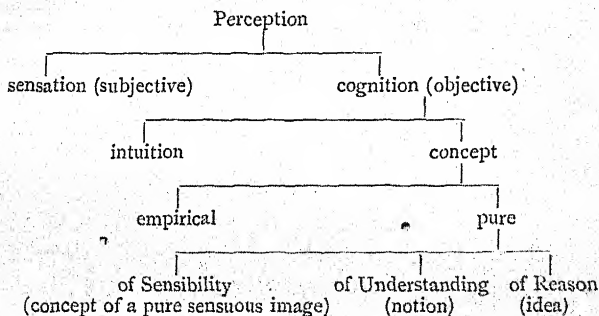 Perception
sensation (subjective) cognition (objective)
intuition concept
empirical pure
of Sensibility of Understanding of Reason
(concept of a pure sensuous image) (notion) (idea)